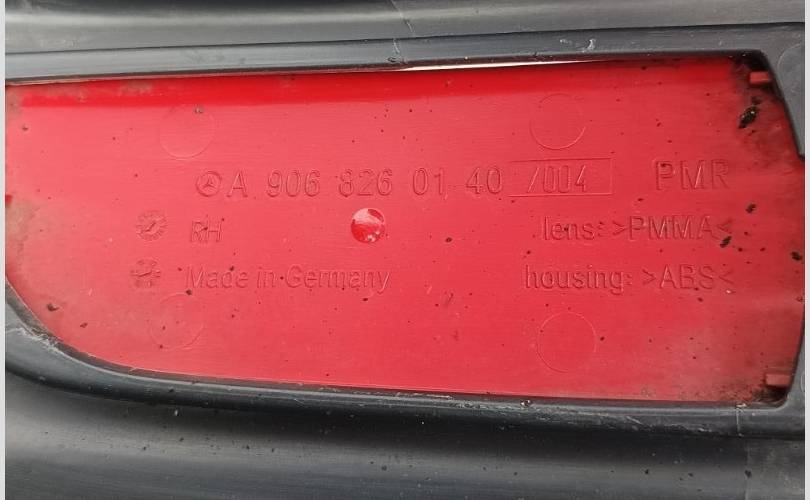 A 906 826 01 40 /004 PMR
RH lens: >PMMA<
Made in Germany housing: >ABS<